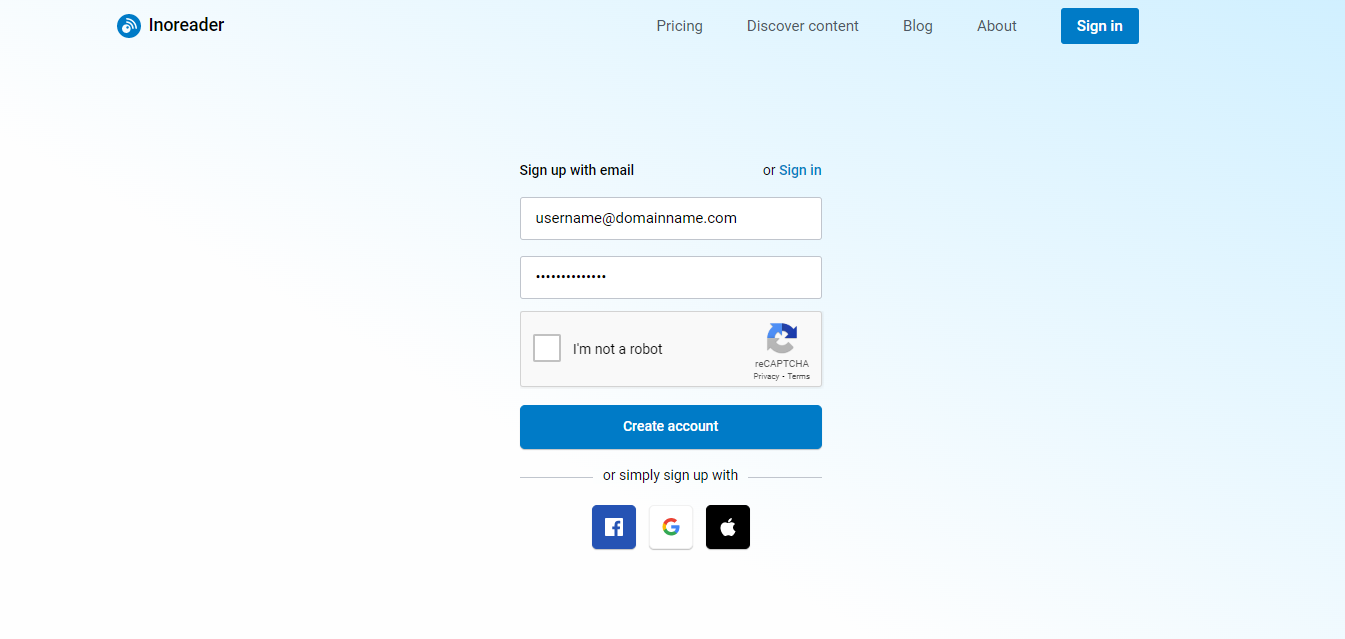 Inoreader
Pricing
Discover content
Blog
About
Sign in
Sign up with email
or Sign in
username@domainname.com
••••••••••••••
I'm not a robot
reCAPTCHA
Privacy - Terms
Create account
or simply sign up with